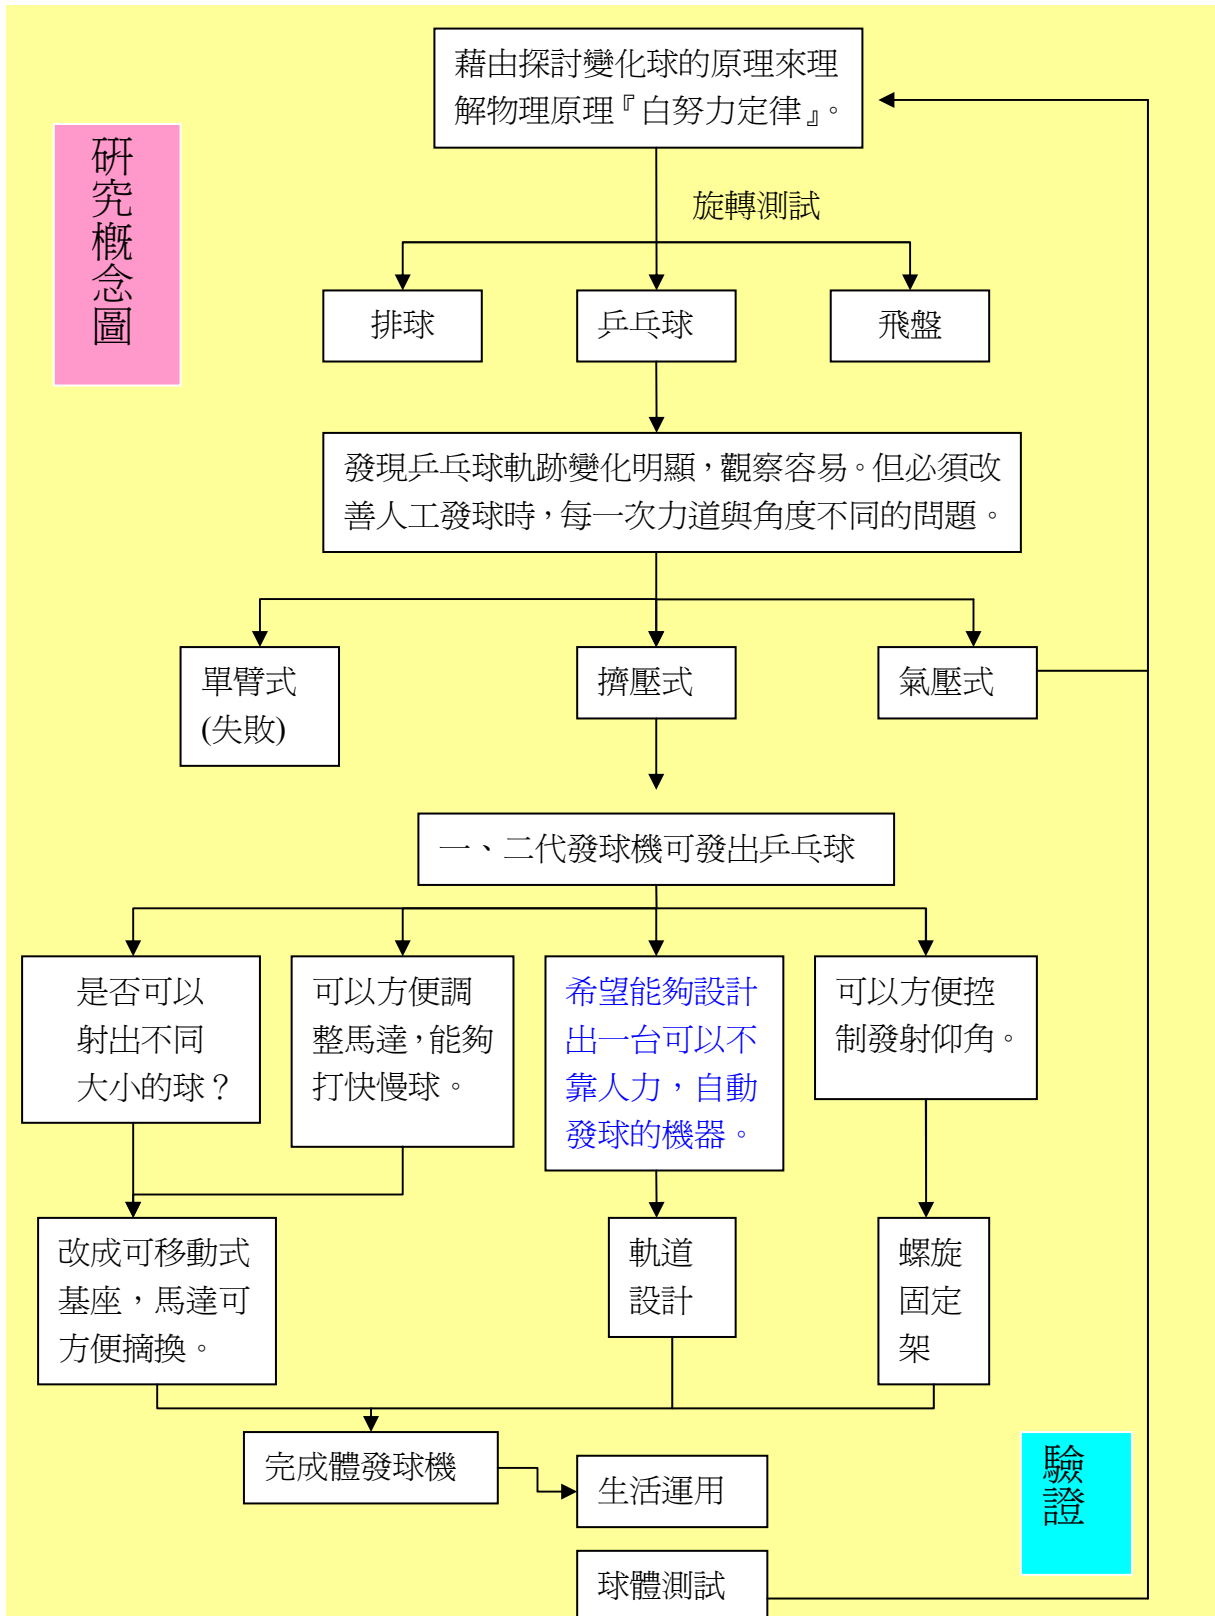 藉由探討變化球的原理來理
解物理原理『白努力定律』。
研究概念圖
旋轉測試
排球
乒乓球
飛盤
發現乒乓球軌跡變化明顯，觀察容易。但必須改
善人工發球時，每一次力道與角度不同的問題。
單臂式
(失敗)
擠壓式
氣壓式
一、二代發球機可發出乒乓球
是否可以
射出不同
大小的球？
可以方便調
整馬達，能夠
打快慢球。
希望能夠設計
出一台可以不
靠人力，自動
發球的機器。
可以方便控
制發射仰角。
改成可移動式
基座，馬達可
方便摘換。
軌道
設計
螺旋
固定
架
完成體發球機
生活運用
驗證
球體測試